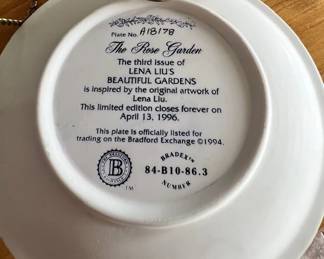 Plate No. A18178
The Rose Garden
The third issue of
LENA LIU'S
BEAUTIFUL GARDENS
is inspired by the original artwork of
Lena Liu.
This limited edition closes forever on
April 13, 1996.
This plate is officially listed for
trading on the Bradford Exchange ©1994.
B
TM
BRADEX™
84-B10-86.3
NUMBER